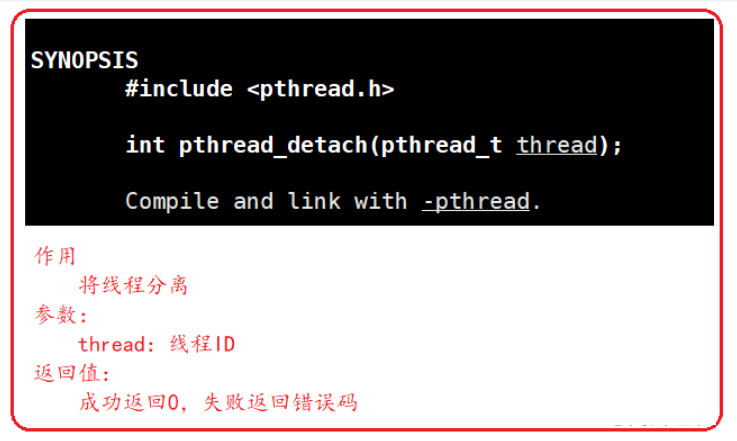 SYNOPSIS
#include <pthread.h>
int pthread_detach(pthread_t thread);
Compile and link with -pthread.
作用
将线程分离
参数:
thread: 线程ID
返回值:
成功返回0, 失败返回错误码